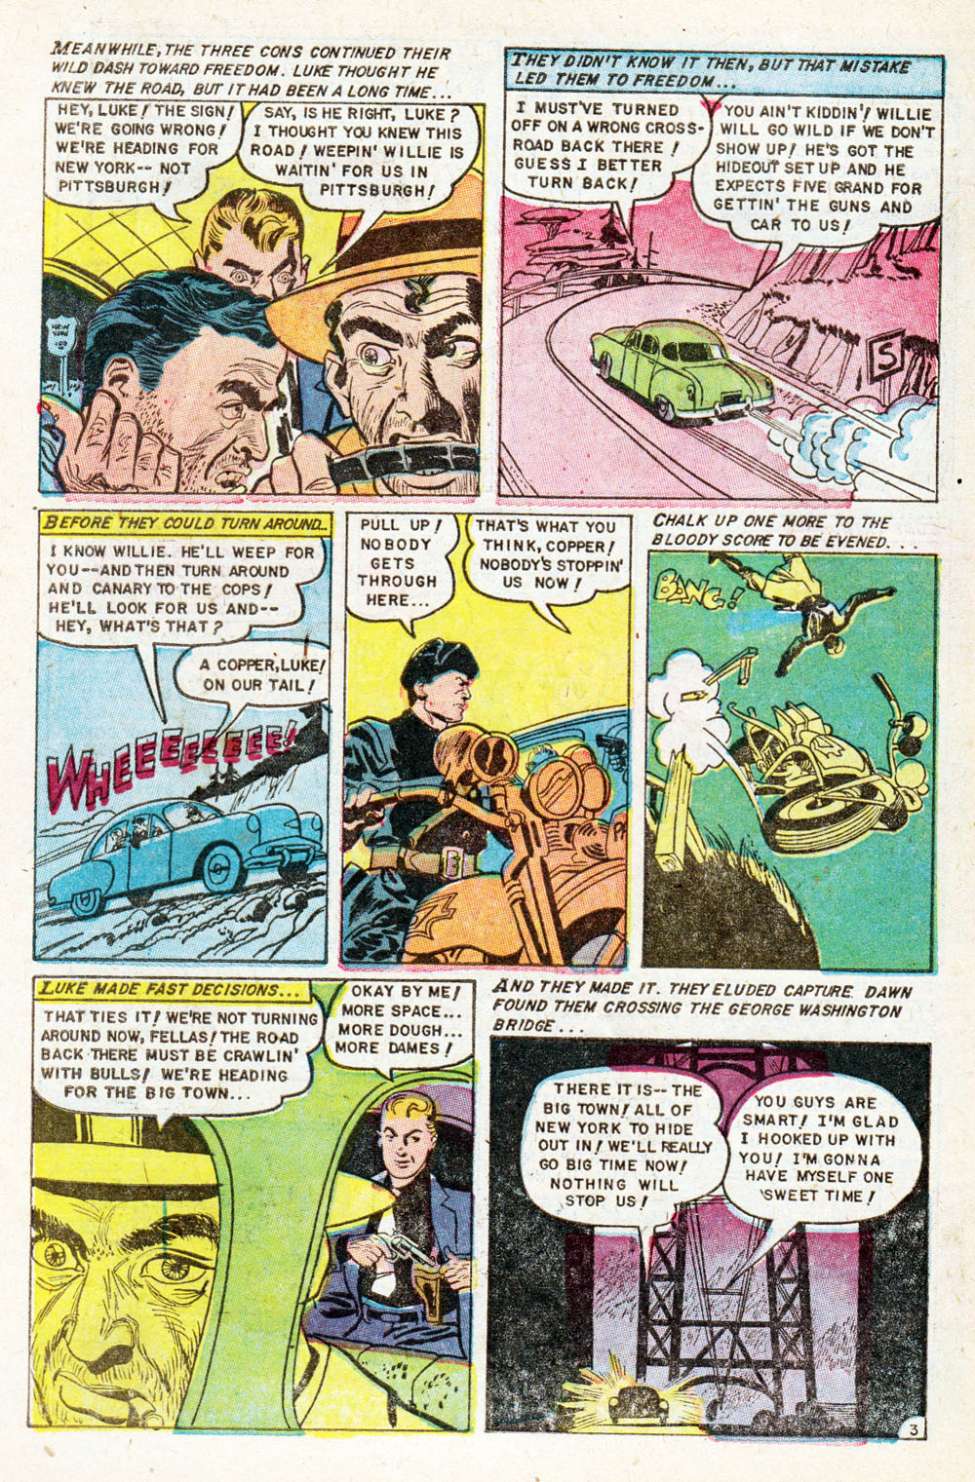 MEANWHILE, THE THREE CONS CONTINUED THEIR
WILD DASH TOWARD FREEDOM. LUKE THOUGHT HE
KNEW THE ROAD, BUT IT HAD BEEN A LONG TIME...
HEY, LUKE! THE SIGN!
WE'RE GOING WRONG!
WE'RE HEADING FOR
NEW YORK-- NOT
PITTSBURGH!
SAY, IS HE RIGHT, LUKE?
I THOUGHT YOU KNEW THIS
ROAD! WEEPIN' WILLIE IS
WAITIN' FOR US IN
PITTSBURGH!
NEW
YORK
THEY DIDN'T KNOW IT THEN, BUT THAT MISTAKE
LED THEM TO FREEDOM...
I MUST'VE TURNED
OFF ON A WRONG CROSS-
ROAD BACK THERE!
GUESS I BETTER
TURN BACK!
YOU AIN'T KIDDIN'! WILLIE
WILL GO WILD IF WE DON'T
SHOW UP! HE'S GOT THE
HIDEOUT SET UP AND HE
EXPECTS FIVE GRAND FOR
GETTIN' THE GUNS AND
CAR TO US!
S
BEFORE THEY COULD TURN AROUND...
I KNOW WILLIE. HE'LL WEEP FOR
YOU--AND THEN TURN AROUND
AND CANARY TO THE COPS!
HE'LL LOOK FOR US AND--
HEY, WHAT'S THAT?
A COPPER, LUKE!
ON OUR TAIL!
WHEEEEEEEE!
PULL UP!
NOBODY
GETS
THROUGH
HERE...
THAT'S WHAT YOU
THINK, COPPER!
NOBODY'S STOPPIN'
US NOW!
CHALK UP ONE MORE TO THE
BLOODY SCORE TO BE EVENED...
BANG!
LUKE MADE FAST DECISIONS...
THAT TIES IT! WE'RE NOT TURNING
AROUND NOW, FELLAS! THE ROAD
BACK THERE MUST BE CRAWLIN'
WITH BULLS! WE'RE HEADING
FOR THE BIG TOWN...
OKAY BY ME!
MORE SPACE...
MORE DOUGH...
MORE DAMES!
AND THEY MADE IT. THEY ELUDED CAPTURE. DAWN
FOUND THEM CROSSING THE GEORGE WASHINGTON
BRIDGE...
THERE IT IS-- THE
BIG TOWN! ALL OF
NEW YORK TO HIDE
OUT IN! WE'LL REALLY
GO BIG TIME NOW!
NOTHING WILL
STOP US!
YOU GUYS ARE
SMART! I'M GLAD
I HOOKED UP WITH
YOU! I'M GONNA
HAVE MYSELF ONE
SWEET TIME!
3